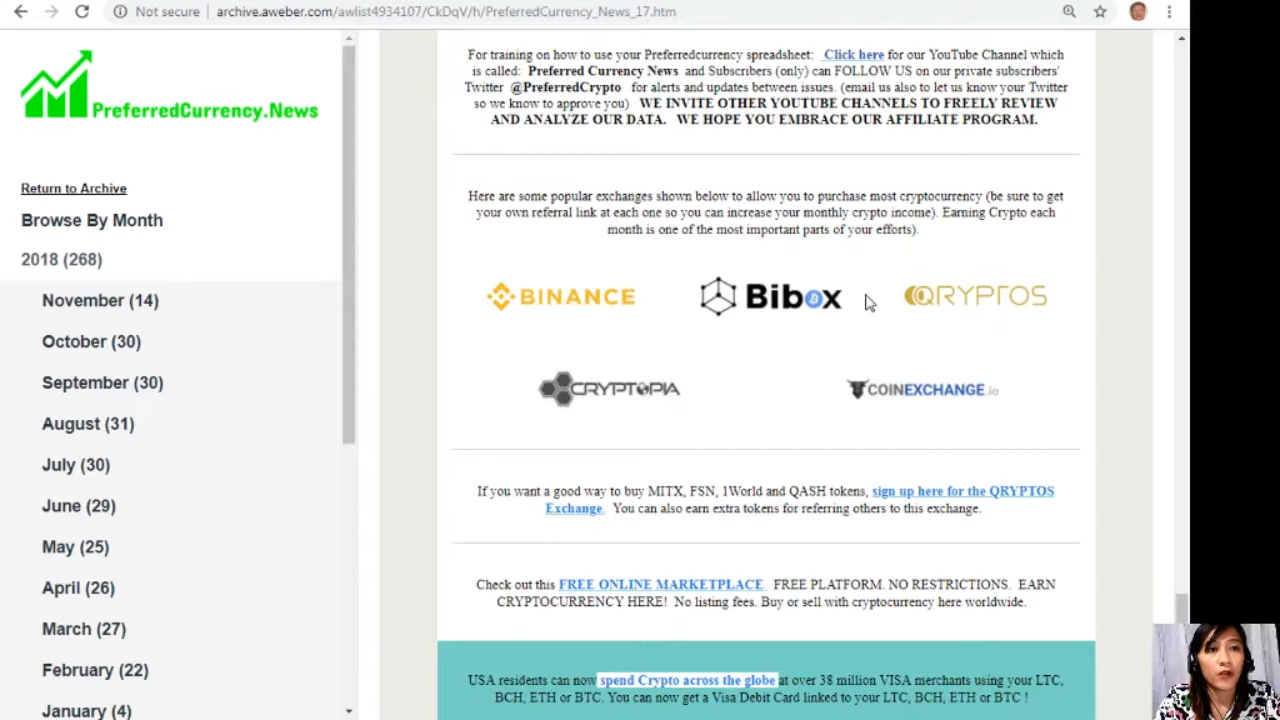 Not secure
archive.aweber.com/awlist4934107/CkDqV/h/PreferredCurrency_News_17.htm
PreferredCurrency.News
Return to Archive
Browse By Month
2018 (268)
November (14)
October (30)
September (30)
August (31)
July (30)
June (29)
May (25)
April (26)
March (27)
February (22)
January (4)
For training on how to use your Preferredcurrency spreadsheet: Click here for our YouTube Channel which
is called: Preferred Currency News and Subscribers (only) can FOLLOW US on our private subscribers'
Twitter @PreferredCrypto for alerts and updates between issues. (email us also to let us know your Twitter
so we know to approve you) WE INVITE OTHER YOUTUBE CHANNELS TO FREELY REVIEW
AND ANALYZE OUR DATA. WE HOPE YOU EMBRACE OUR AFFILIATE PROGRAM.
Here are some popular exchanges shown below to allow you to purchase most cryptocurrency (be sure to get
your own referral link at each one so you can increase your monthly crypto income). Earning Crypto each
month is one of the most important parts of your efforts).
BINANCE
Bibox
QRYPTOS
CRYPTOPIA
COINEXCHANGE.io
If you want a good way to buy MITX, FSN, 1World and QASH tokens, sign up here for the QRYPTOS
Exchange. You can also earn extra tokens for referring others to this exchange.
Check out this FREE ONLINE MARKETPLACE FREE PLATFORM. NO RESTRICTIONS. EARN
CRYPTOCURRENCY HERE! No listing fees. Buy or sell with cryptocurrency here worldwide.
USA residents can now spend Crypto across the globe at over 38 million VISA merchants using your LTC,
BCH, ETH or BTC. You can now get a Visa Debit Card linked to your LTC, BCH, ETH or BTC !